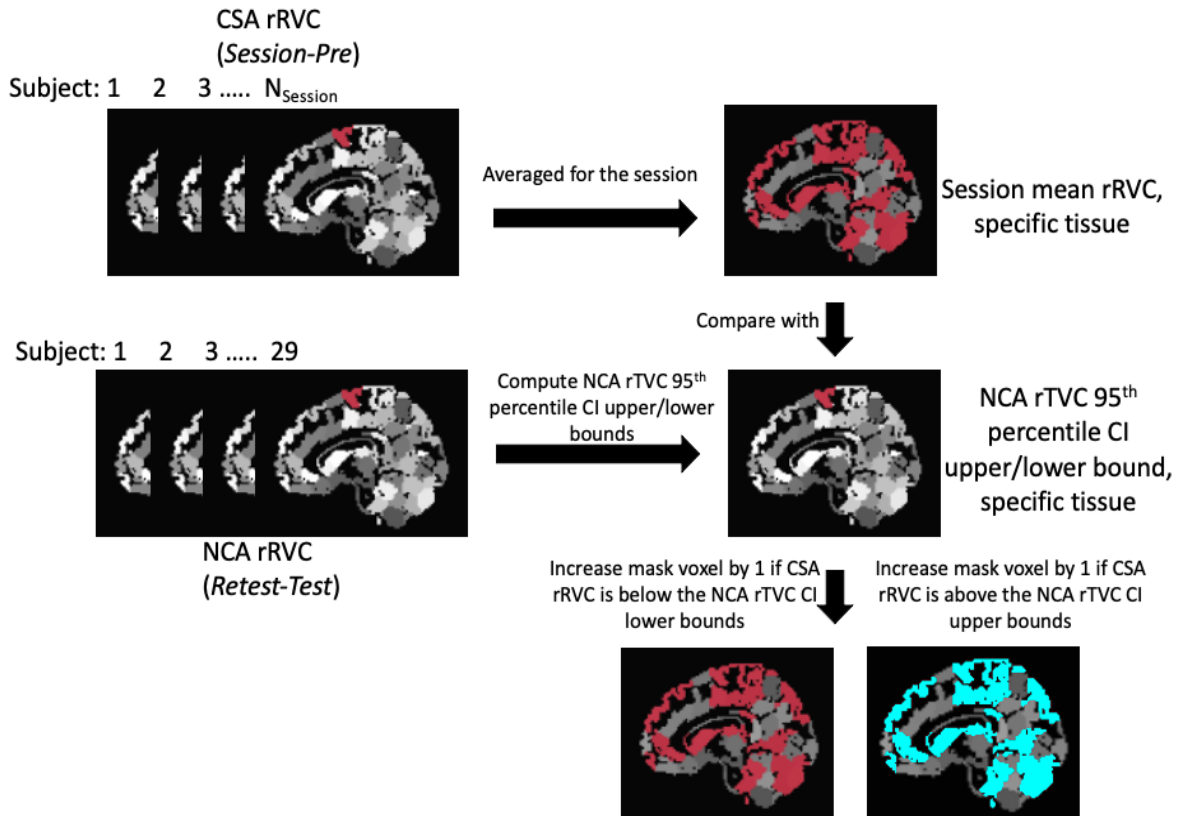 CSA rRVC
(Session-Pre)
Subject: 1 2 3 ..... NSession
Averaged for the session
Session mean rRVC,
specific tissue
Compare with
Subject: 1 2 3 ..... 29
Compute NCA rTVC 95th
percentile CI upper/lower
bounds
NCA rTVC 95th
percentile CI
upper/lower bound,
specific tissue
NCA rRVC
(Retest-Test)
Increase mask voxel by 1 if CSA
rRVC is below the NCA rTVC CI
lower bounds
Increase mask voxel by 1 if CSA
rRVC is above the NCA rTVC CI
upper bounds